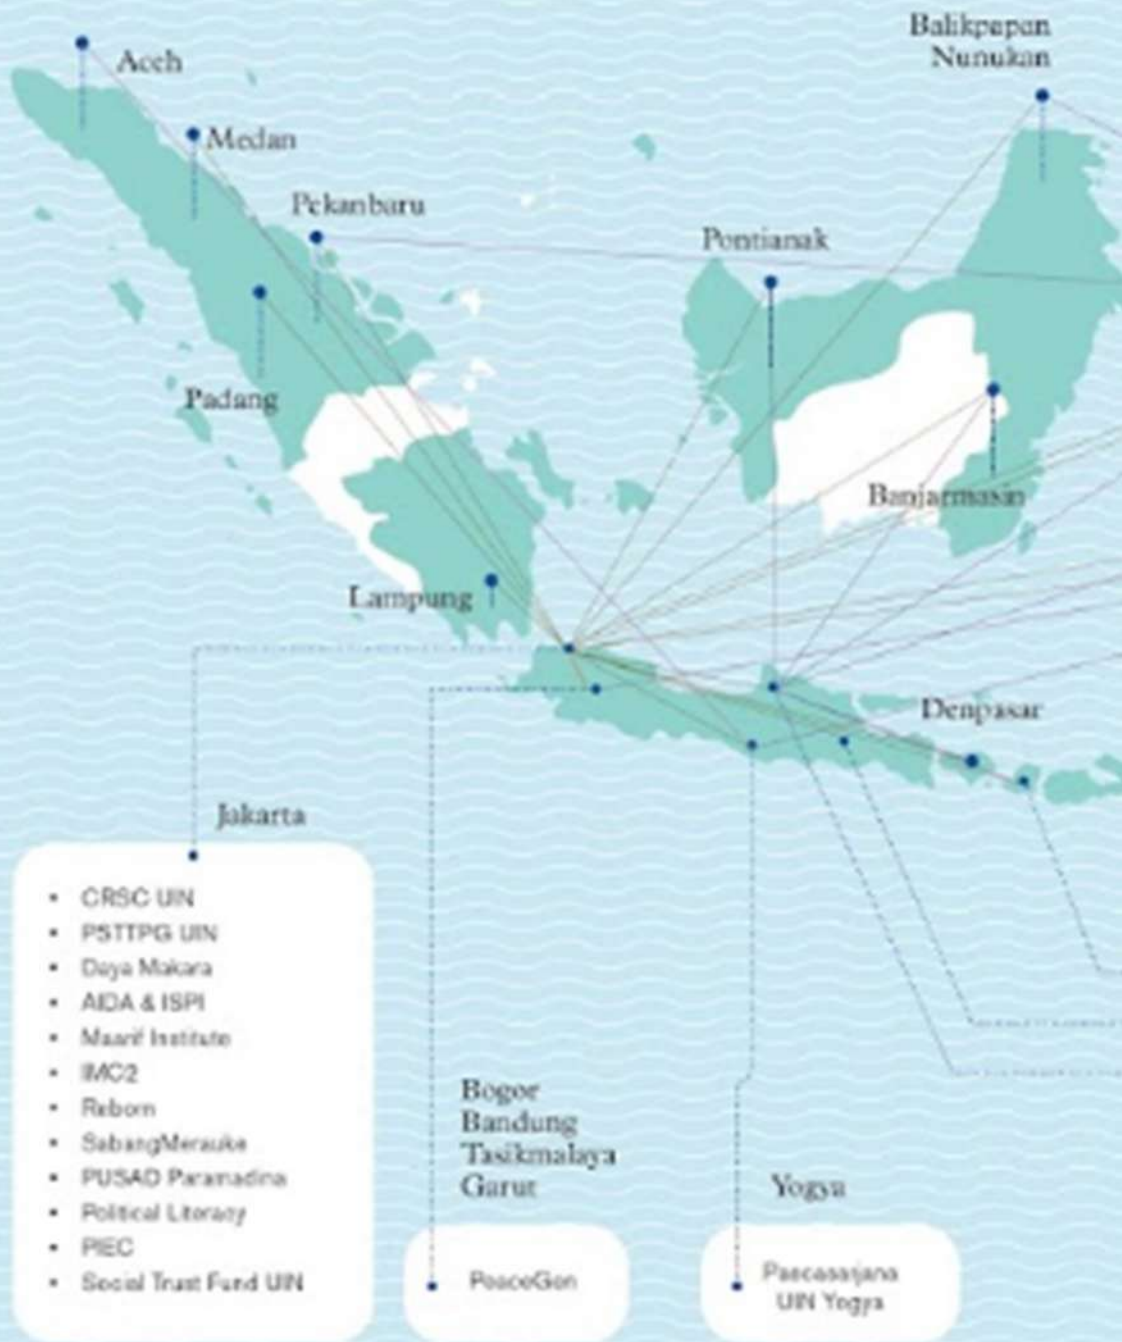 Balikpapan
Nunukan
Aceh
Medan
Pekanbaru
Pontianak
Padang
Banjarmasin
Lampung
Denpasar
Jakarta
• CRSC UIN
• PSTTPG UIN
• Daya Makara
• AIDA & ISPI
• Maarif Institute
• IMC2
• Reborn
• SabangMerauke
• PUSAD Paramadina
• Political Literacy
• PIEC
• Social Trust Fund UIN
Bogor
Bandung
Tasikmalaya
Garut
PeaceGen
Yogya
Pascasarjana
UIN Yogya